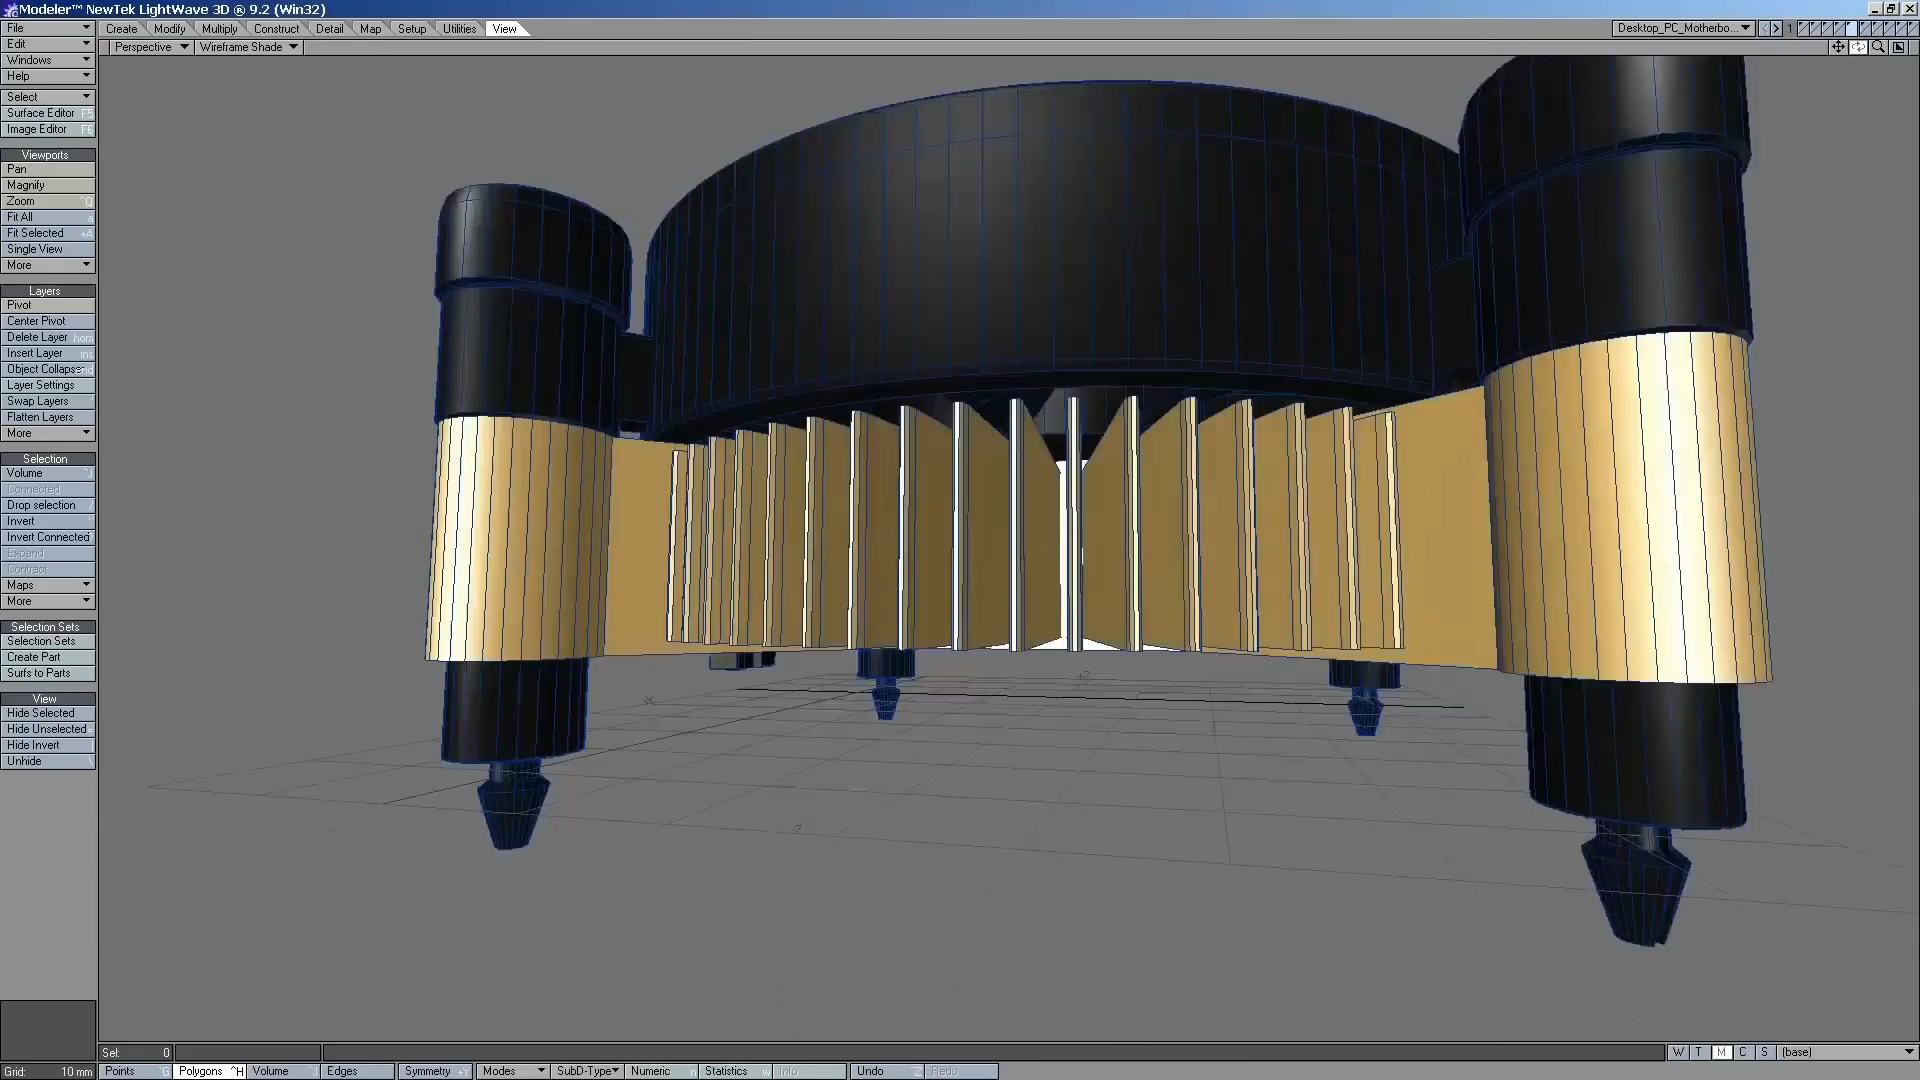 Modeler™ NewTek LightWave 3D ® 9.2 (Win32)
File
Edit
Windows
Help
Create Modify Multiply Construct Detail Map Setup Utilities View
Desktop_PC_Motherbo... 1
Perspective Wireframe Shade
Select
Surface Editor F5
Image Editor F6
Viewports
Pan
Magnify
Zoom
Fit All a
Fit Selected +A
Single View
More
Layers
Pivot
Center Pivot
Delete Layer hom
Insert Layer ins
Object Collapse
Layer Settings
Swap Layers
Flatten Layers
More
Selection
Volume ^J
Connected
Drop selection /
Invert "
Invert Connected
Expand
Contract
Maps
More
Selection Sets
Selection Sets
Create Part
Surfs to Parts
View
Hide Selected
Hide Unselected
Hide Invert
Unhide \
Sel: 0
W T M C S (base)
Grid: 10 mm Points ^G Polygons ^H Volume ^J Edges Symmetry +Y Modes SubD-Type Numeric n Statistics w Info Undo ^Z Redo